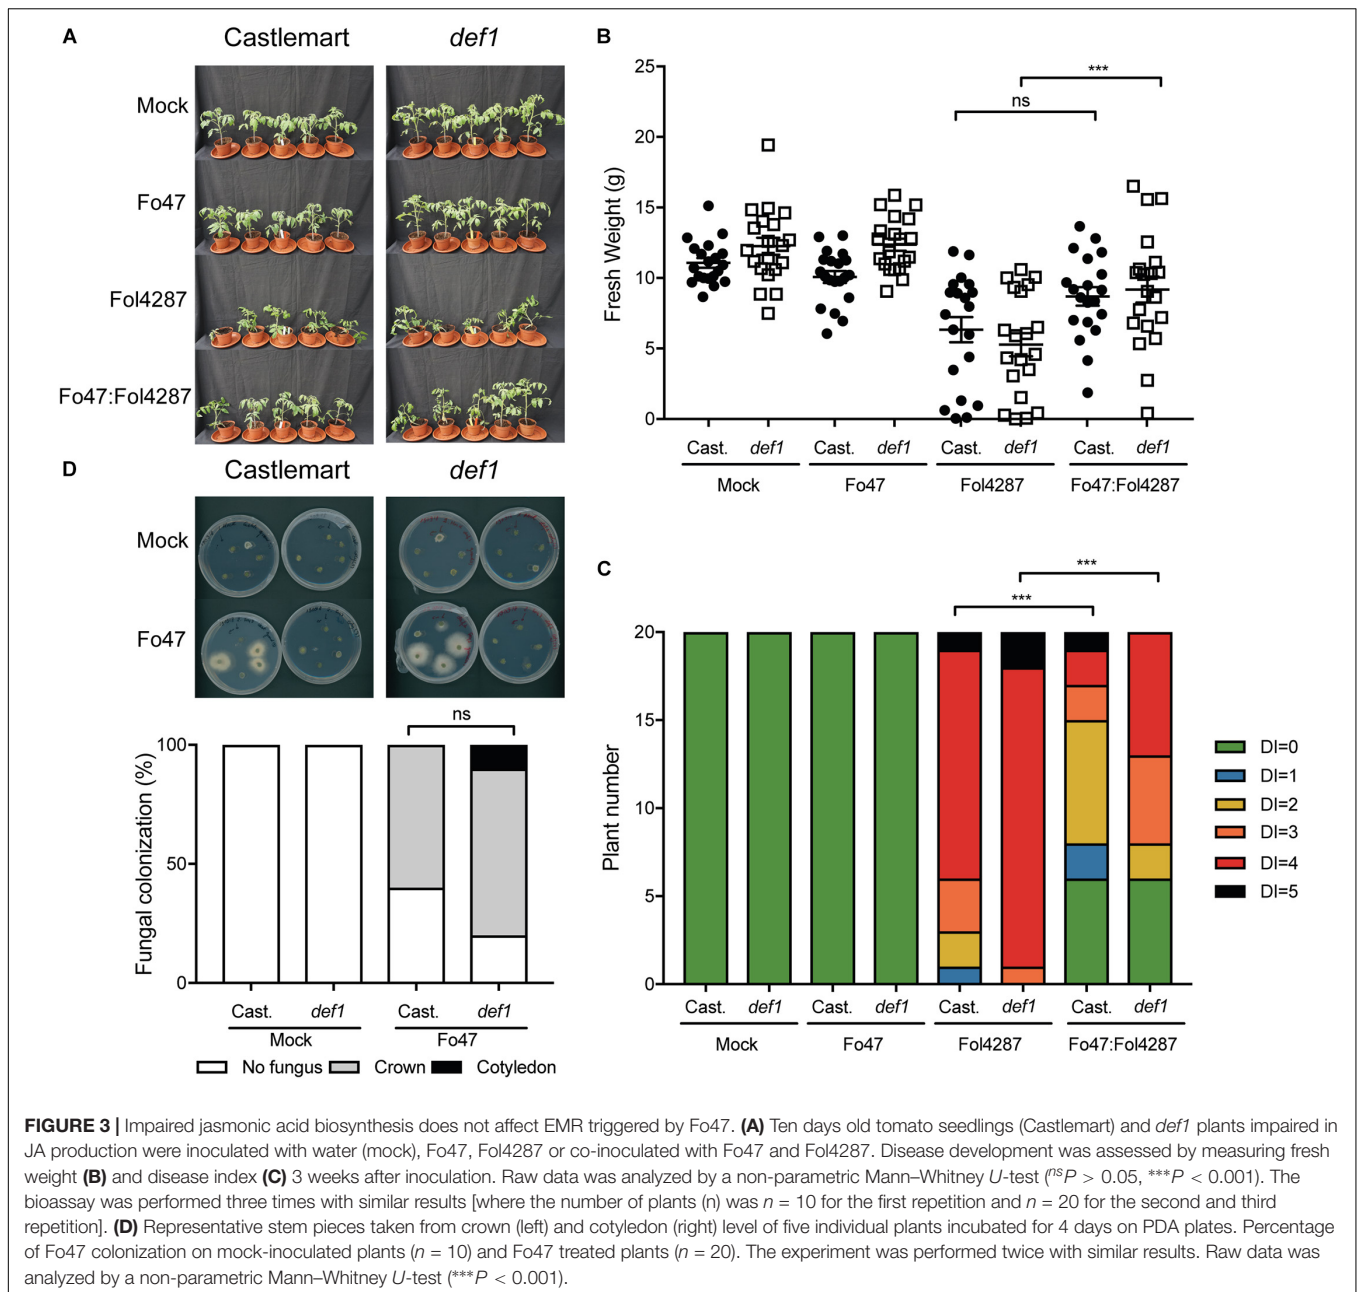 A
Castlemart def1
Mock
Fo47
Fol4287
Fo47:Fol4287
B
Fresh Weight (g)
25
20
15
10
5
0
ns
***
Cast. def1 Cast. def1 Cast. def1 Cast. def1
Mock Fo47 Fol4287 Fo47:Fol4287
D
Castlemart def1
Mock
Fo47
Fungal colonization (%)
100
50
0
ns
Cast. def1 Cast. def1
Mock Fo47
No fungus Crown Cotyledon
C
Plant number
20
15
10
5
0
***
***
Cast. def1 Cast. def1 Cast. def1 Cast. def1
Mock Fo47 Fol4287 Fo47:Fol4287
DI=0
DI=1
DI=2
DI=3
DI=4
DI=5
FIGURE 3 | Impaired jasmonic acid biosynthesis does not affect EMR triggered by Fo47. (A) Ten days old tomato seedlings (Castlemart) and def1 plants impaired in
JA production were inoculated with water (mock), Fo47, Fol4287 or co-inoculated with Fo47 and Fol4287. Disease development was assessed by measuring fresh
weight (B) and disease index (C) 3 weeks after inoculation. Raw data was analyzed by a non-parametric Mann–Whitney U-test (nsP > 0.05, ***P < 0.001). The
bioassay was performed three times with similar results [where the number of plants (n) was n = 10 for the first repetition and n = 20 for the second and third
repetition]. (D) Representative stem pieces taken from crown (left) and cotyledon (right) level of five individual plants incubated for 4 days on PDA plates. Percentage
of Fo47 colonization on mock-inoculated plants (n = 10) and Fo47 treated plants (n = 20). The experiment was performed twice with similar results. Raw data was
analyzed by a non-parametric Mann–Whitney U-test (***P < 0.001).